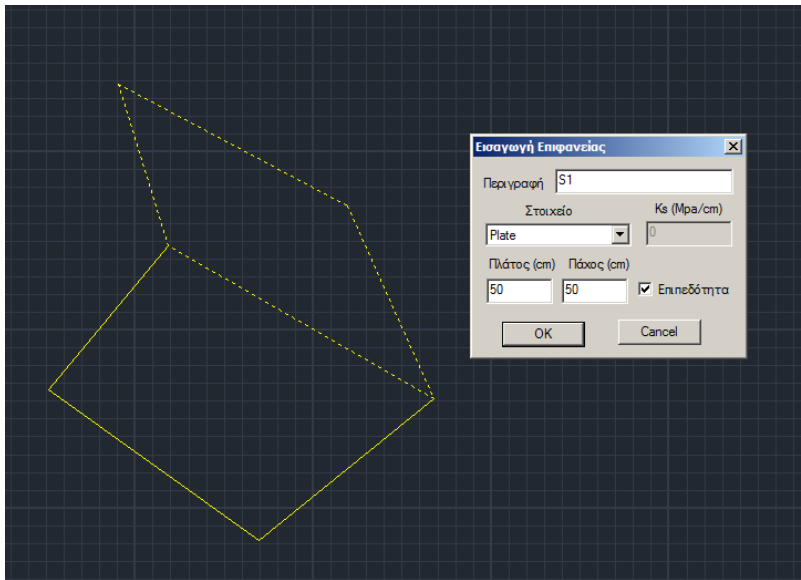 Εισαγωγή Επιφανείας
Περιγραφή S1
Στοιχείο Ks (Mpa/cm)
Plate 0
Πλάτος (cm) Πάχος (cm)
50 50 Επιπεδότητα
OK Cancel